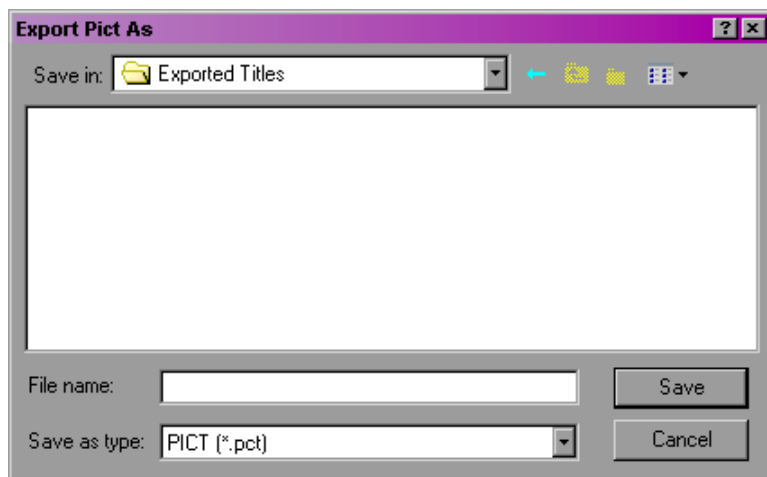 Export Pict As
Save in: Exported Titles
File name: Save
Save as type: PICT (*.pct) Cancel